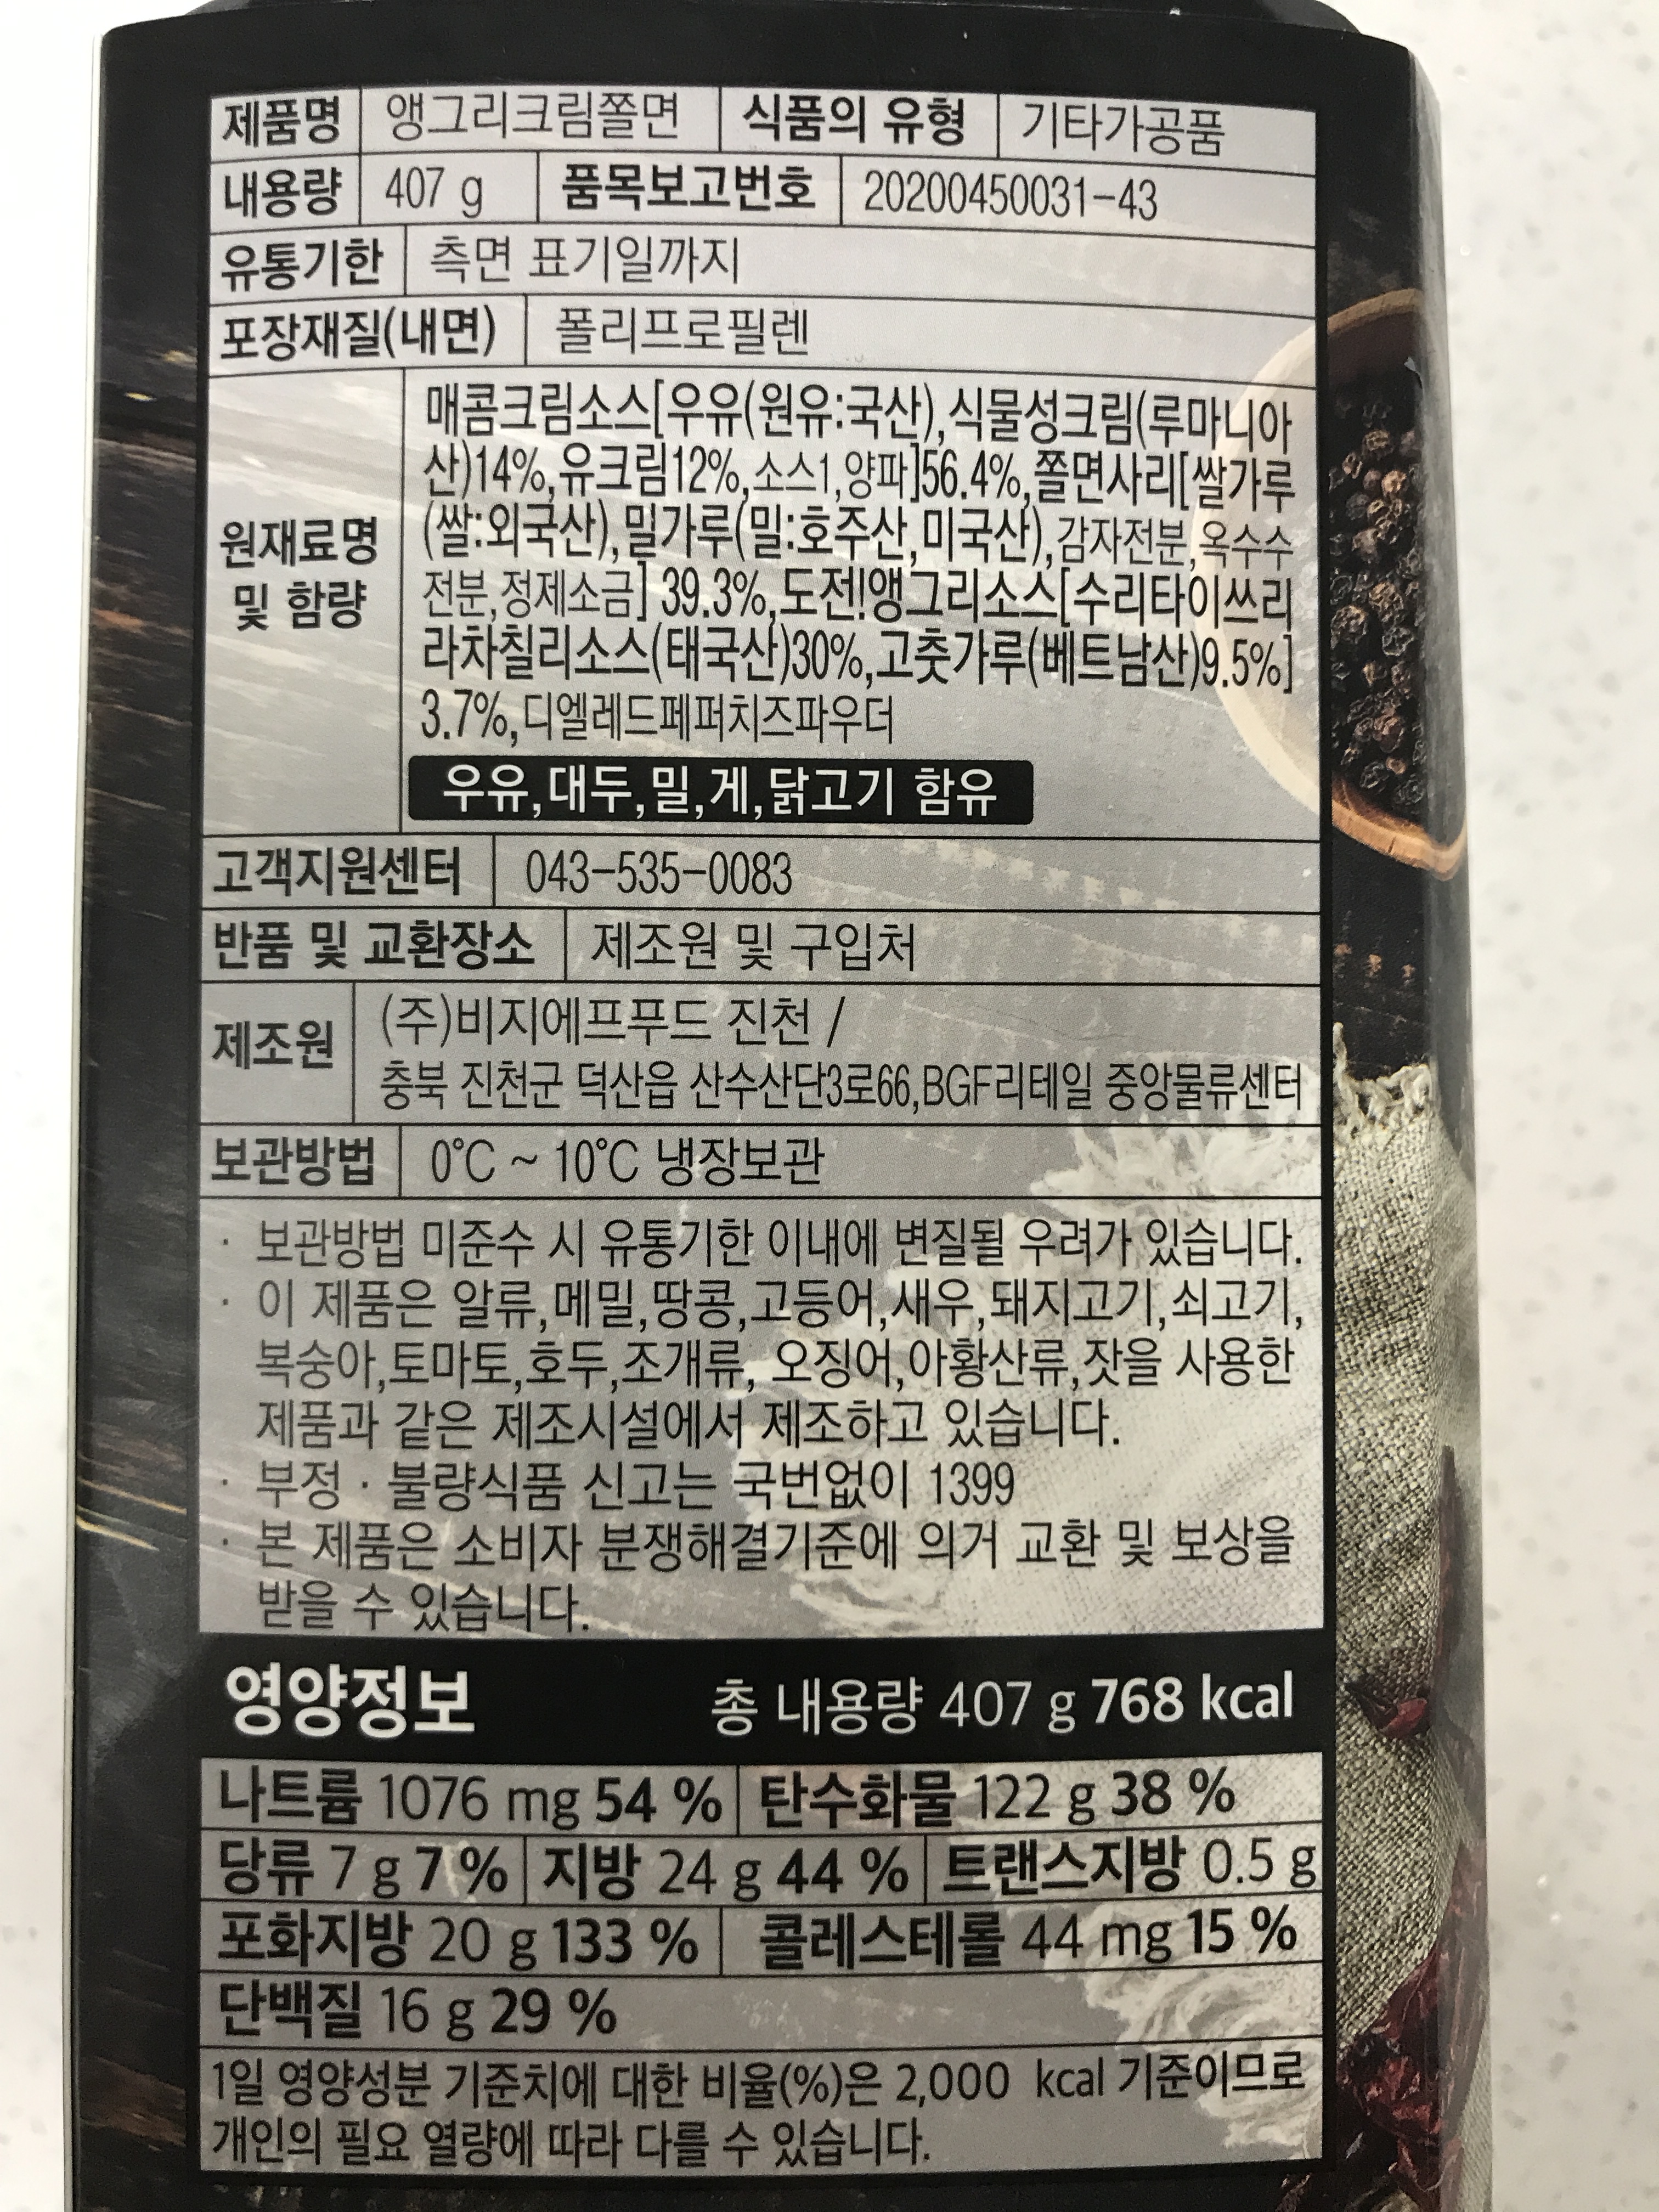 제품명 앵그리크림쫄면 식품의 유형 기타가공품
내용량 407 g 품목보고번호 20200450031-43
유통기한 측면 표기일까지
포장재질(내면) 폴리프로필렌
원재료명 및 함량
매콤크림소스[우유(원유:국산),식물성크림(루마니아
산)14%,유크림12%,소스1,양파]56.4%,쫄면사리[쌀가루
(쌀:외국산),밀가루(밀:호주산,미국산),감자전분,옥수수
전분,정제소금] 39.3%,도전!앵그리소스[수리타이쓰리
라차칠리소스(태국산)30%,고춧가루(베트남산)9.5%]
3.7%,디엘레드페퍼치즈파우더
우유,대두,밀,게,닭고기 함유
고객지원센터 043-535-0083
반품 및 교환장소 제조원 및 구입처
제조원 (주)비지에프푸드 진천 /
충북 진천군 덕산읍 산수산단3로66,BGF리테일 중앙물류센터
보관방법 0℃ ~ 10℃ 냉장보관
· 보관방법 미준수 시 유통기한 이내에 변질될 우려가 있습니다.
· 이 제품은 알류,메밀,땅콩,고등어,새우,돼지고기,쇠고기,
복숭아,토마토,호두,조개류, 오징어,아황산류,잣을 사용한
제품과 같은 제조시설에서 제조하고 있습니다.
· 부정 · 불량식품 신고는 국번없이 1399
· 본 제품은 소비자 분쟁해결기준에 의거 교환 및 보상을
받을 수 있습니다.
영양정보 총 내용량 407 g 768 kcal
나트륨 1076 mg 54 % 탄수화물 122 g 38 %
당류 7 g 7 % 지방 24 g 44 % 트랜스지방 0.5 g
포화지방 20 g 133 % 콜레스테롤 44 mg 15 %
단백질 16 g 29 %
1일 영양성분 기준치에 대한 비율(%)은 2,000 kcal 기준이므로
개인의 필요 열량에 따라 다를 수 있습니다.